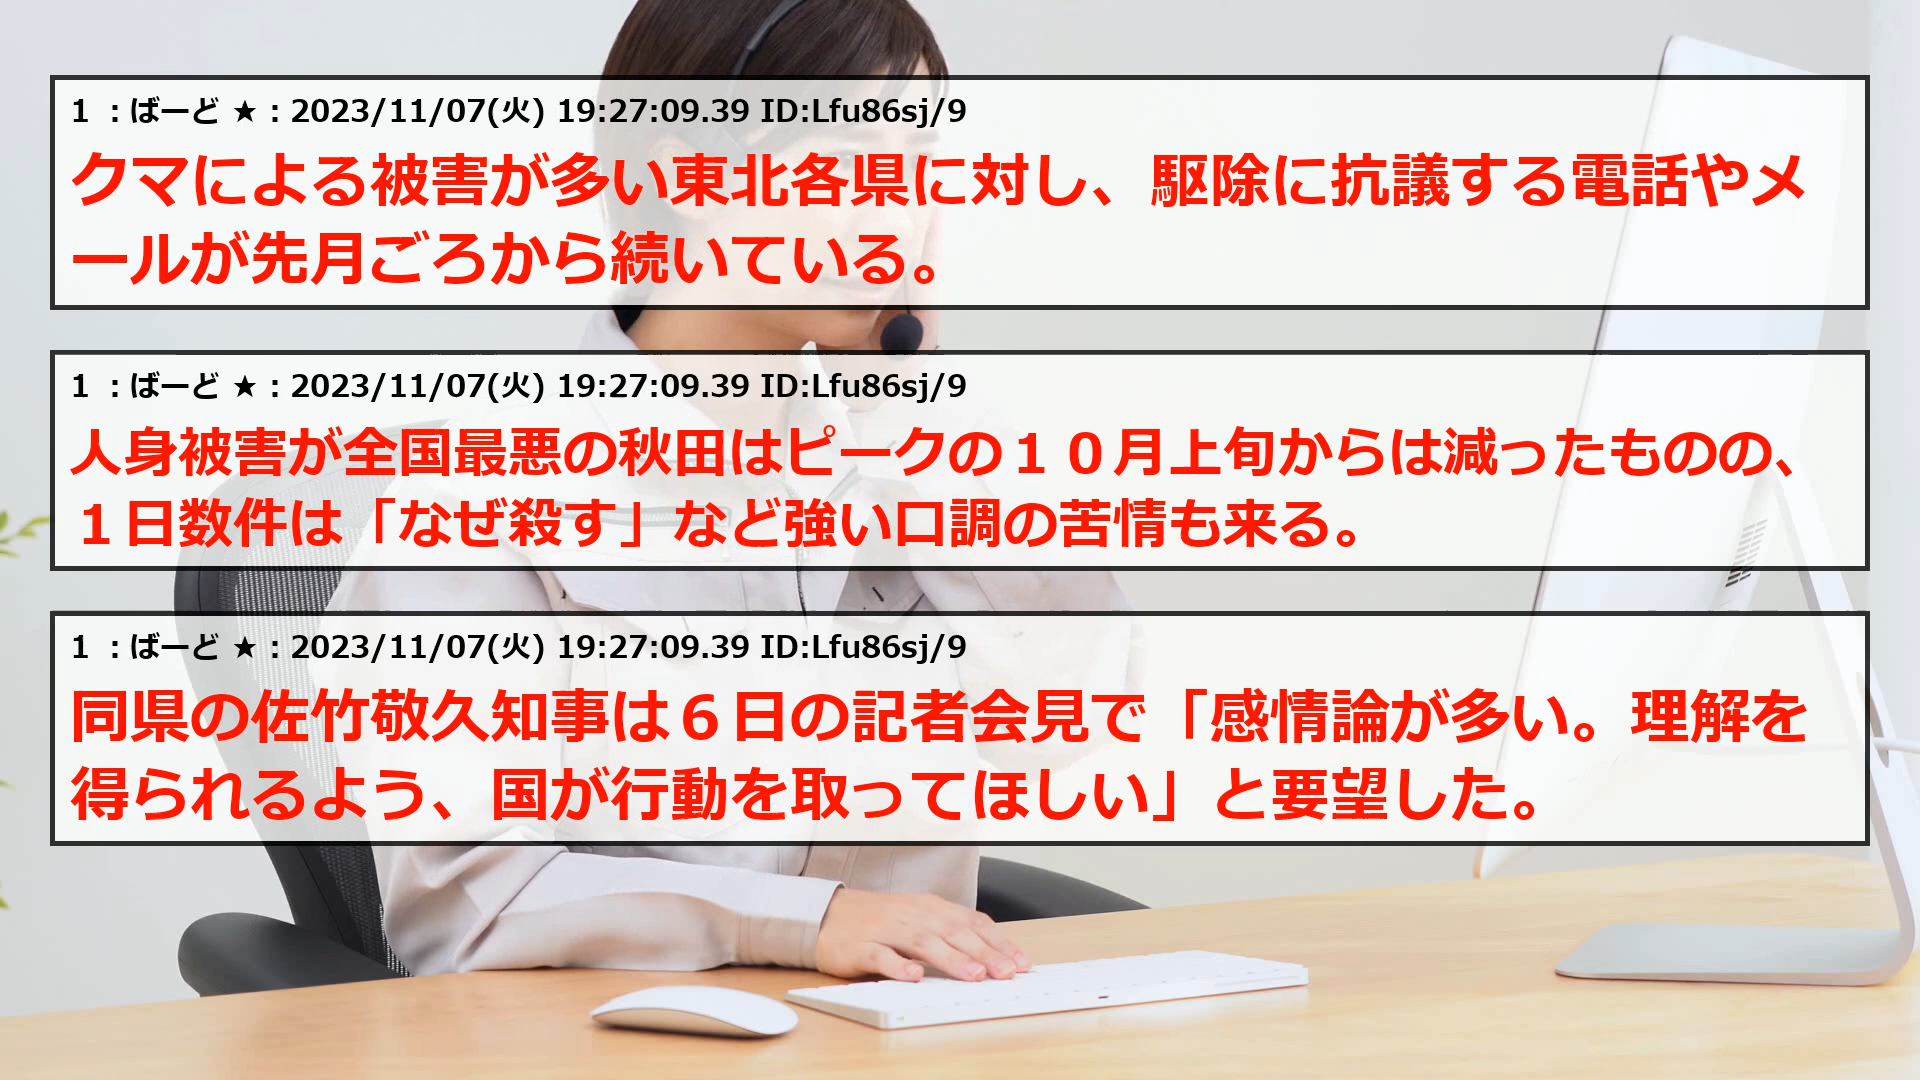 1 ：ばーど ★：2023/11/07(火) 19:27:09.39 ID:Lfu86sj/9
クマによる被害が多い東北各県に対し、駆除に抗議する電話やメ
ールが先月ごろから続いている。
1 ：ばーど ★：2023/11/07(火) 19:27:09.39 ID:Lfu86sj/9
人身被害が全国最悪の秋田はピークの１０月上旬からは減ったものの、
１日数件は「なぜ殺す」など強い口調の苦情も来る。
1 ：ばーど ★：2023/11/07(火) 19:27:09.39 ID:Lfu86sj/9
同県の佐竹敬久知事は６日の記者会見で「感情論が多い。理解を
得られるよう、国が行動を取ってほしい」と要望した。